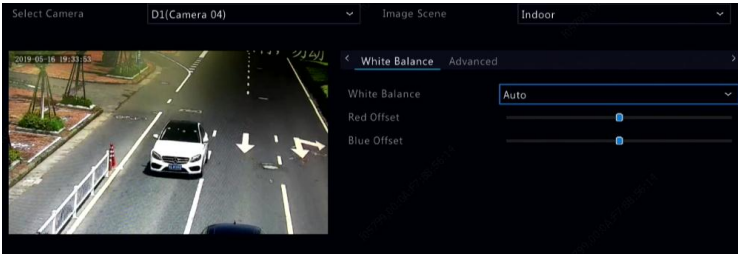 Select Camera D1(Camera 04) Image Scene Indoor
2019-05-16 19:33:53
White Balance Advanced
White Balance Auto
Red Offset
Blue Offset